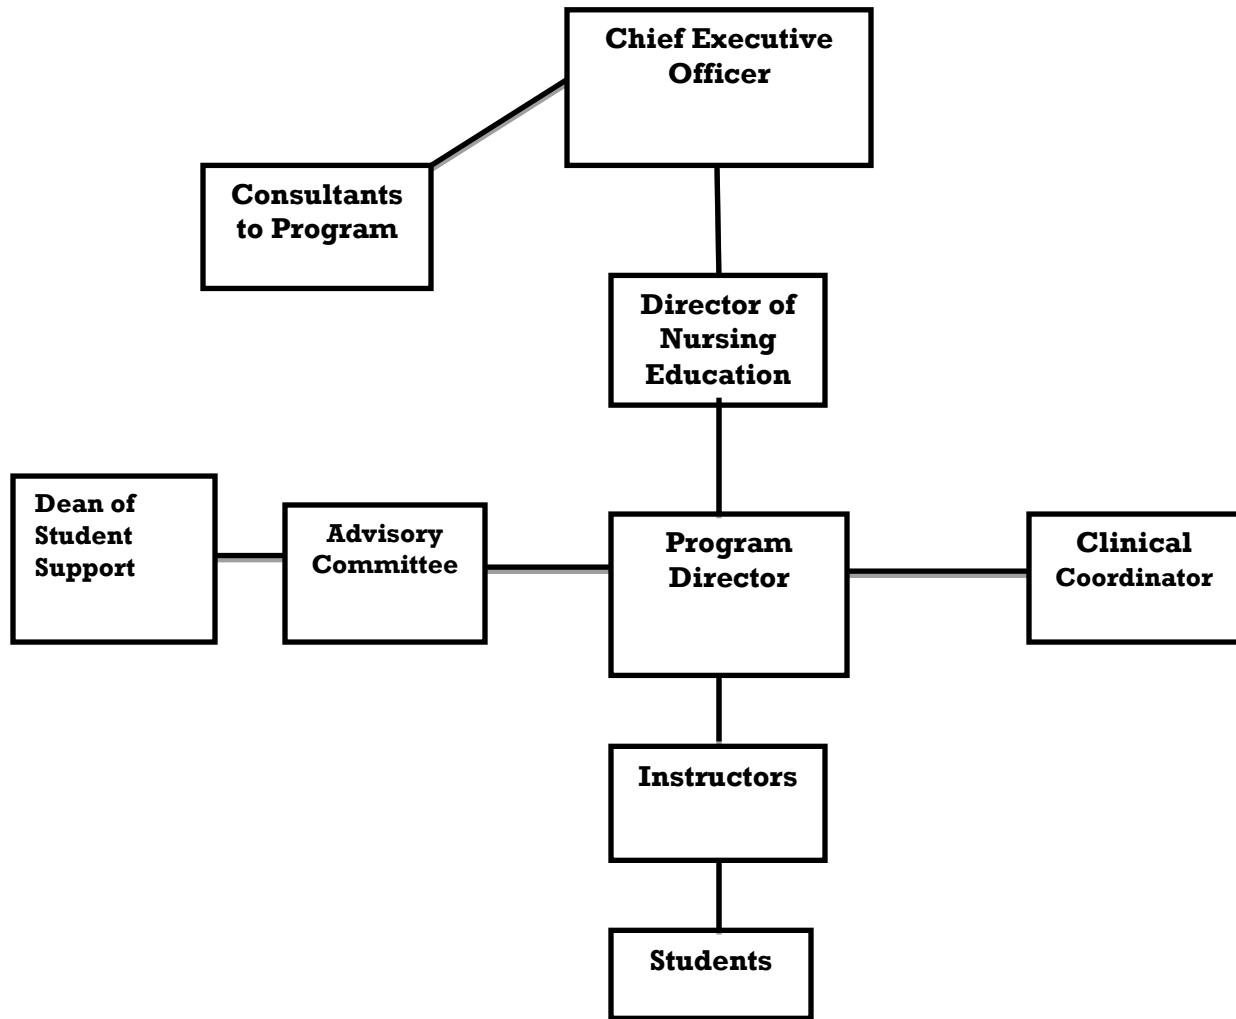 Chief Executive
Officer
Consultants
to Program
Director of
Nursing
Education
Dean of
Student
Support
Advisory
Committee
Program
Director
Clinical
Coordinator
Instructors
Students